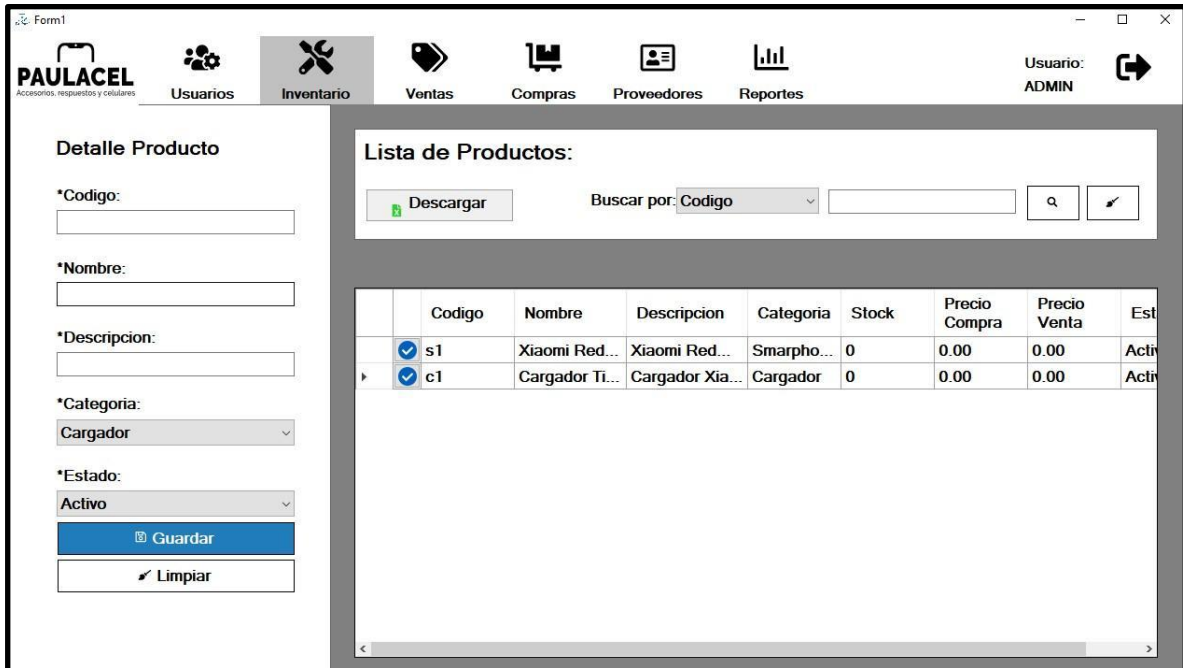 Form1
PAULACEL
Accesorios, respuestos y celulares
Usuarios
Inventario
Ventas
Compras
Proveedores
Reportes
Usuario:
ADMIN
Detalle Producto
*Codigo:
*Nombre:
*Descripcion:
*Categoria:
Cargador
*Estado:
Activo
Guardar
Limpiar
Lista de Productos:
Descargar
Buscar por: Codigo
Codigo Nombre Descripcion Categoria Stock Precio Compra Precio Venta Est
s1 Xiaomi Red... Xiaomi Red... Smarpho... 0 0.00 0.00 Activ
c1 Cargador Ti... Cargador Xia... Cargador 0 0.00 0.00 Activ